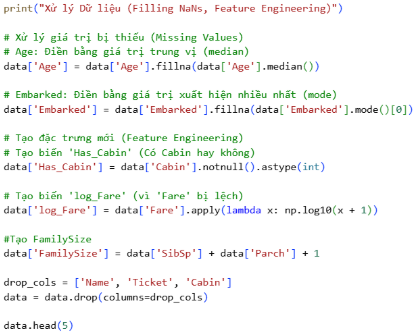 print("Xử lý Dữ liệu (Filling NaNs, Feature Engineering)")
# Xử lý giá trị bị thiếu (Missing Values)
# Age: Điền bằng giá trị trung vị (median)
data['Age'] = data['Age'].fillna(data['Age'].median())
# Embarked: Điền bằng giá trị xuất hiện nhiều nhất (mode)
data['Embarked'] = data['Embarked'].fillna(data['Embarked'].mode()[0])
# Tạo đặc trưng mới (Feature Engineering)
# Tạo biến 'Has_Cabin' (Có Cabin hay không)
data['Has_Cabin'] = data['Cabin'].notnull().astype(int)
# Tạo biến 'log_Fare' (vì 'Fare' bị lệch)
data['log_Fare'] = data['Fare'].apply(lambda x: np.log10(x + 1))
#Tạo FamilySize
data['FamilySize'] = data['SibSp'] + data['Parch'] + 1
drop_cols = ['Name', 'Ticket', 'Cabin']
data = data.drop(columns=drop_cols)
data.head(5)